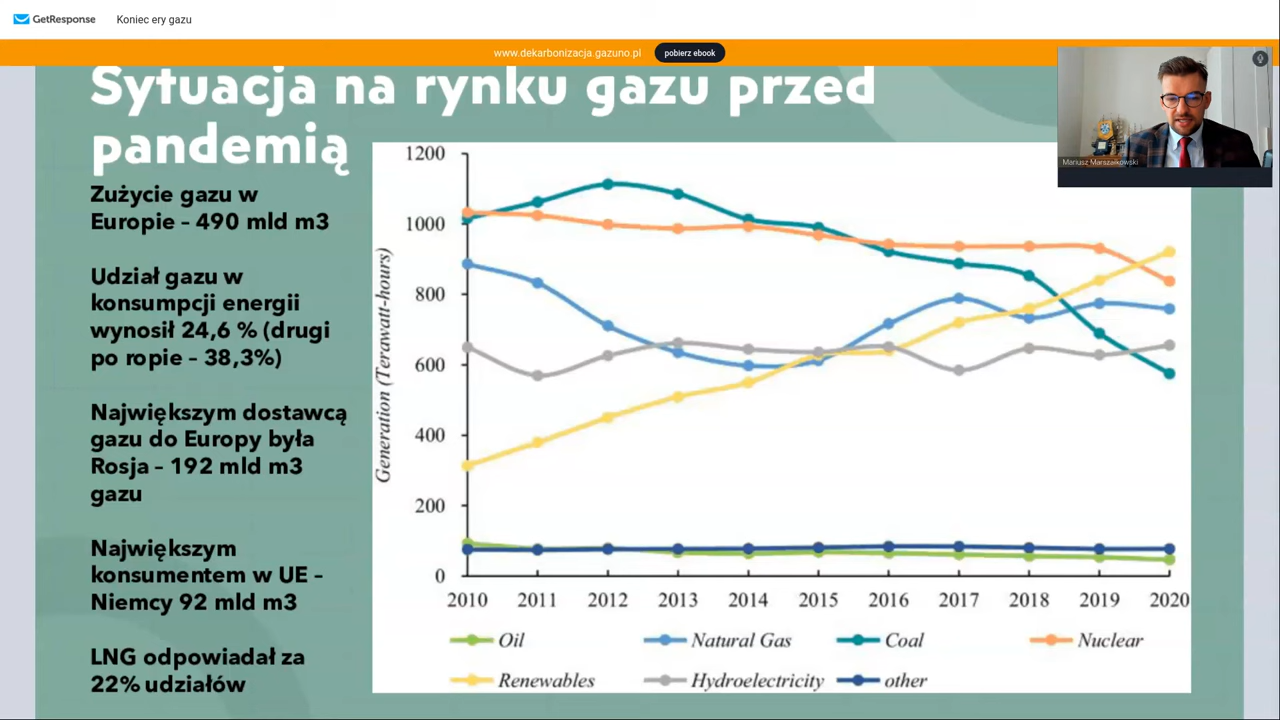 GetResponse
Koniec ery gazu
www.dekarbonizacja.gazuno.pl
pobierz ebook
Sytuacja na rynku gazu przed
pandemią
Mariusz Marszałkowski
Zużycie gazu w
Europie – 490 mld m3
Udział gazu w
konsumpcji energii
wynosił 24,6 % (drugi
po ropie – 38,3%)
Największym dostawcą
gazu do Europy była
Rosja – 192 mld m3
gazu
Największym
konsumentem w UE –
Niemcy 92 mld m3
LNG odpowiadał za
22% udziałów
Generation (Terawatt-hours)
1200
1000
800
600
400
200
0
2010 2011 2012 2013 2014 2015 2016 2017 2018 2019 2020
Oil Natural Gas Coal Nuclear
Renewables Hydroelectricity other